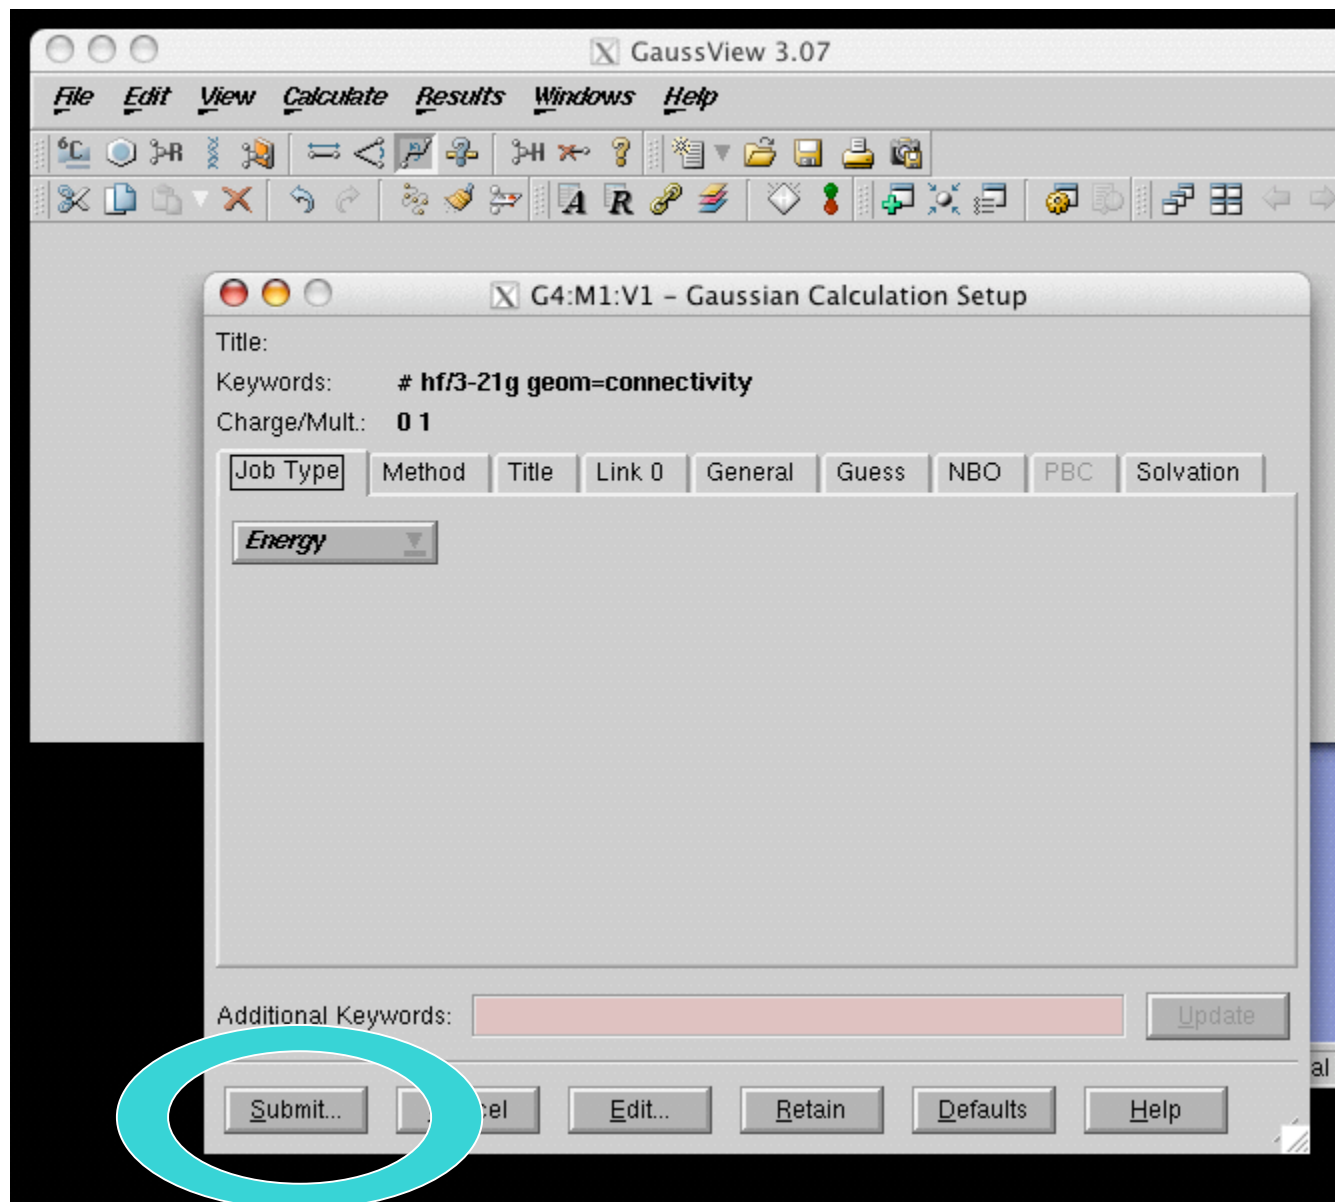 GaussView 3.07
File Edit View Calculate Results Windows Help
G4:M1:V1 – Gaussian Calculation Setup
Title:
Keywords: # hf/3-21g geom=connectivity
Charge/Mult.: 0 1
Job Type Method Title Link 0 General Guess NBO PBC Solvation
Energy
Additional Keywords: Update
Submit... Edit... Retain Defaults Help